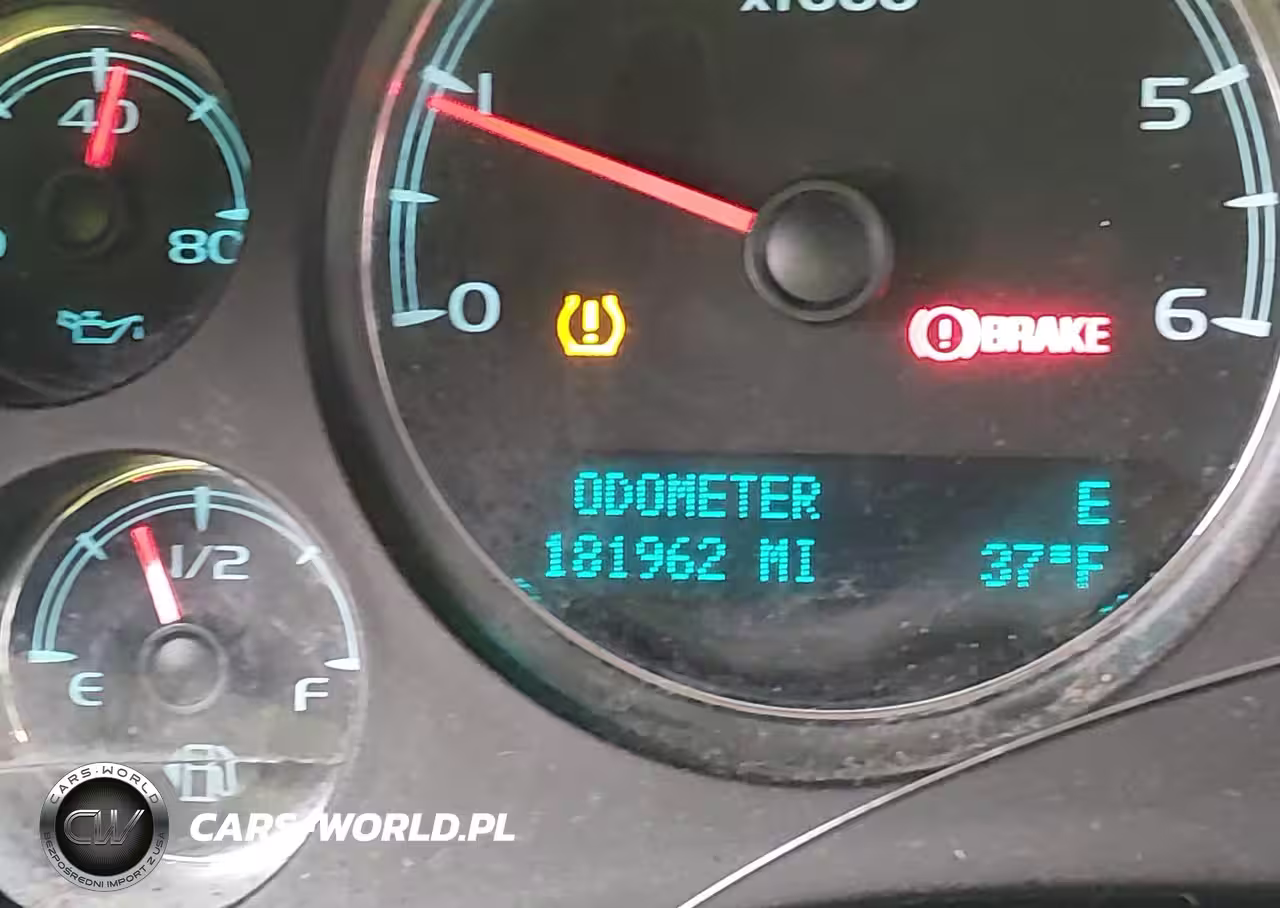 x1000
40
80
1
5
0
6
BRAKE
ODOMETER E
181962 MI 37°F
1/2
E
F
CARS-WORLD
CW
BEZPOŚREDNI IMPORT Z USA
CARS-WORLD.PL